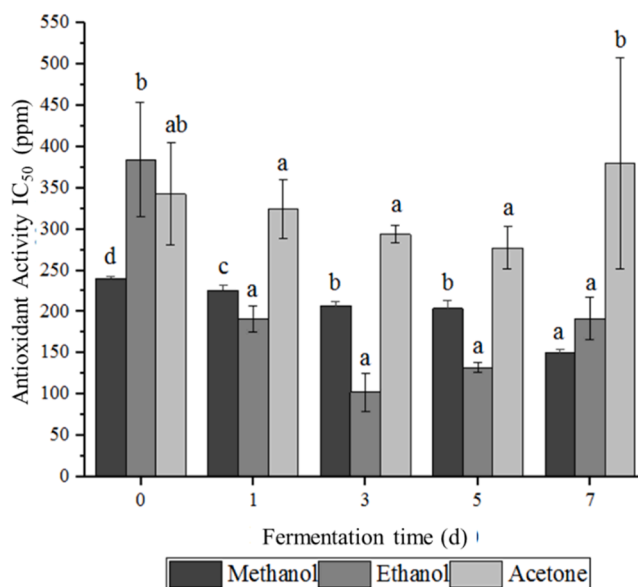 Antioxidant Activity IC50 (ppm)
550
500
450
400
350
300
250
200
150
100
50
0
d
b
ab
c
a
a
b
a
a
b
a
a
a
a
b
0 1 3 5 7
Fermentation time (d)
Methanol Ethanol Acetone